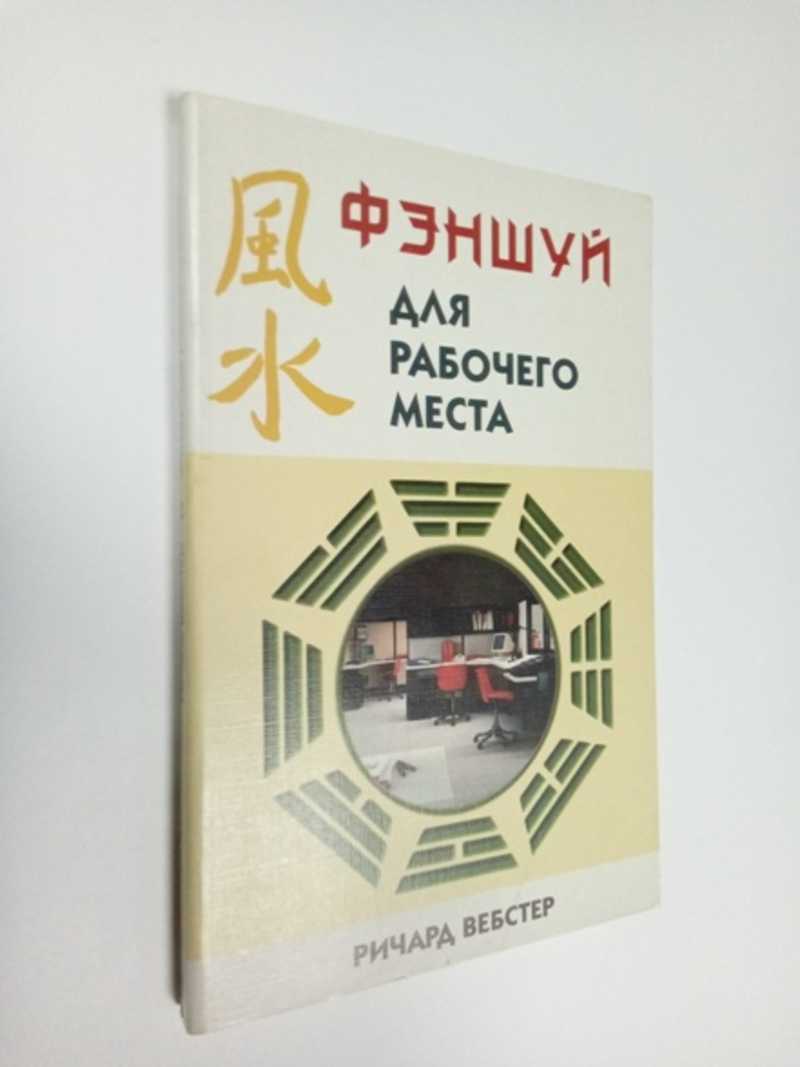 風水
ФЭНШУЙ
ДЛЯ
РАБОЧЕГО
МЕСТА
РИЧАРД ВЕБСТЕР